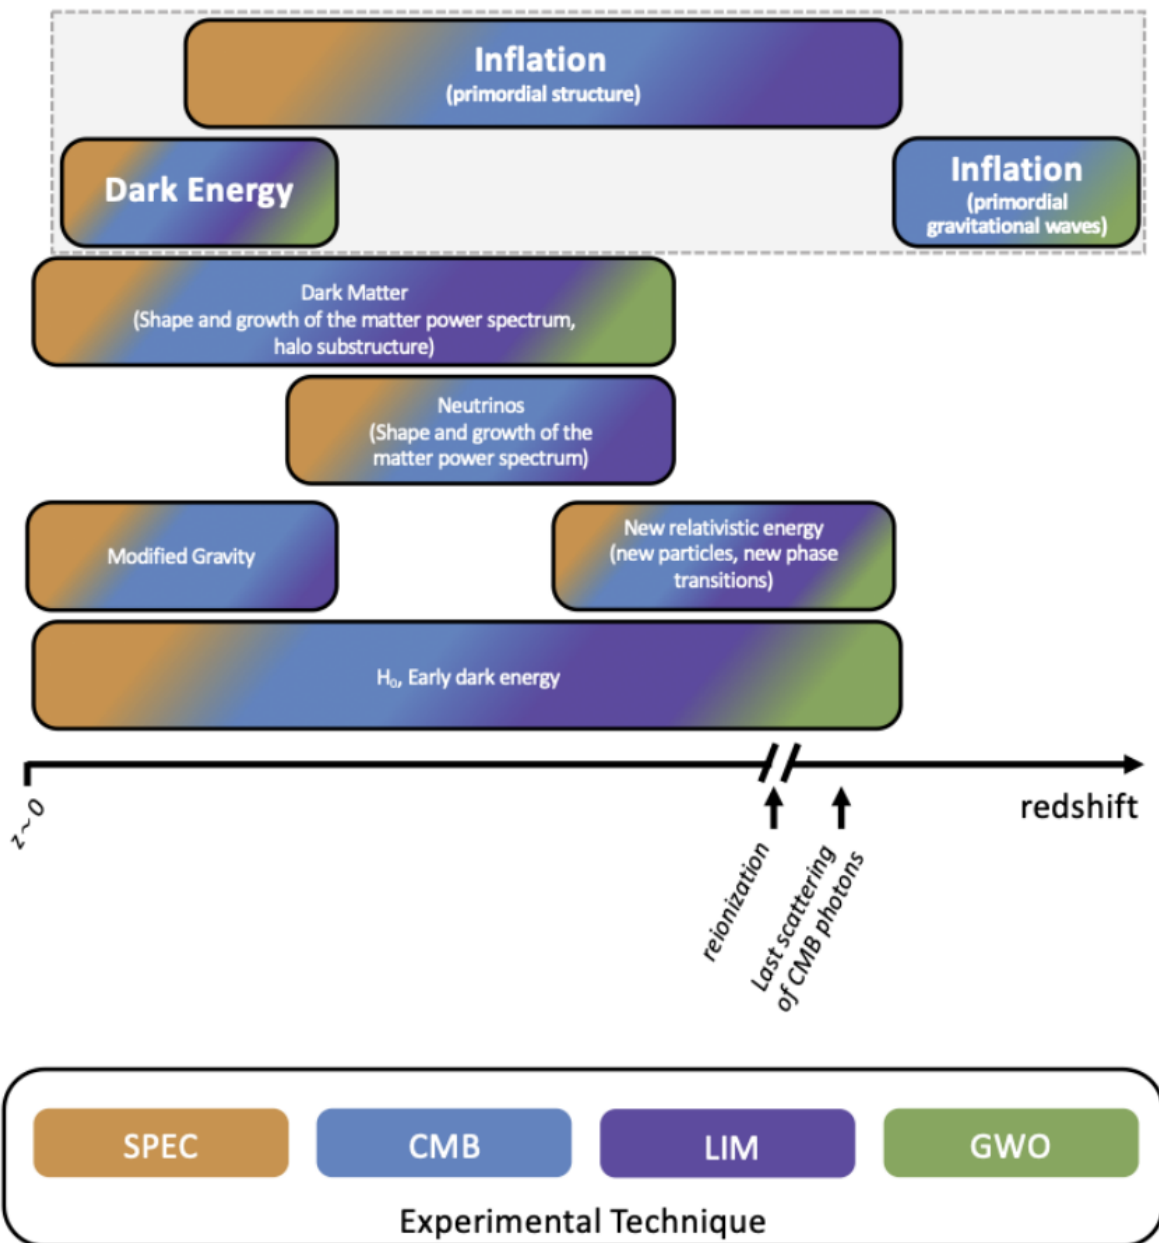 Inflation
(primordial structure)
Dark Energy
Inflation
(primordial
gravitational waves)
Dark Matter
(Shape and growth of the matter power spectrum,
halo substructure)
Neutrinos
(Shape and growth of the
matter power spectrum)
Modified Gravity
New relativistic energy
(new particles, new phase
transitions)
H₀, Early dark energy
z ~ 0
redshift
reionization
Last scattering
of CMB photons
SPEC
CMB
LIM
GWO
Experimental Technique